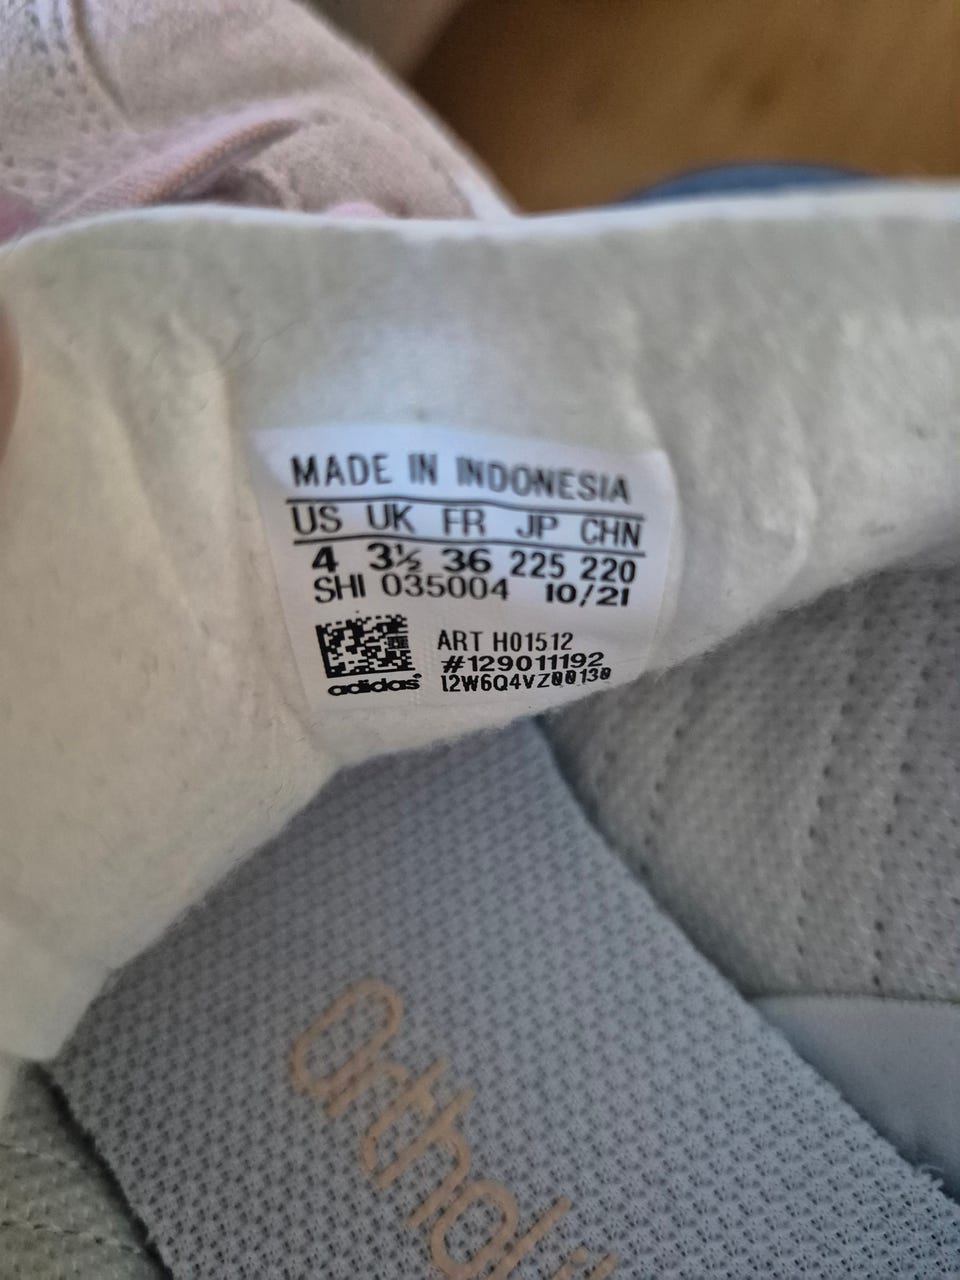 MADE IN INDONESIA
US UK FR JP CHN
4 3½ 36 225 220
SHI 035004 10/21
ART H01512
#129011192
I2W6Q4VZ00130
adidas